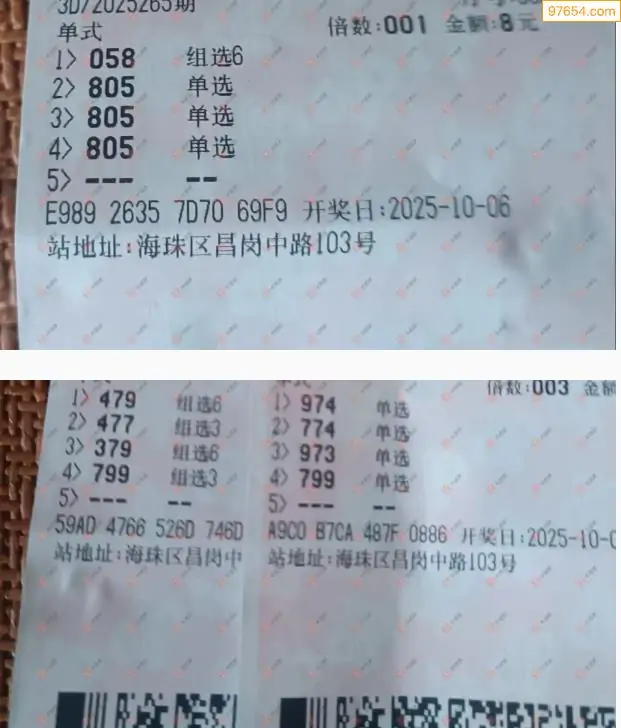 97654.com
3D/2025265期
单式
倍数:001 金额:8元
1> 058 组选6
2> 805 单选
3> 805 单选
4> 805 单选
5> --- --
E989 2635 7D70 69F9 开奖日:2025-10-06
站地址:海珠区昌岗中路103号
1> 479 组选6
2> 477 组选3
3> 379 组选6
4> 799 组选3
5> --- --
59AD 4766 526D 746D
站地址:海珠区昌岗中
单式
倍数:003 金额
1> 974 单选
2> 774 单选
3> 973 单选
4> 799 单选
5> --- --
A9C0 B7CA 487F 0886 开奖日:2025-10-0
站地址:海珠区昌岗中路103号